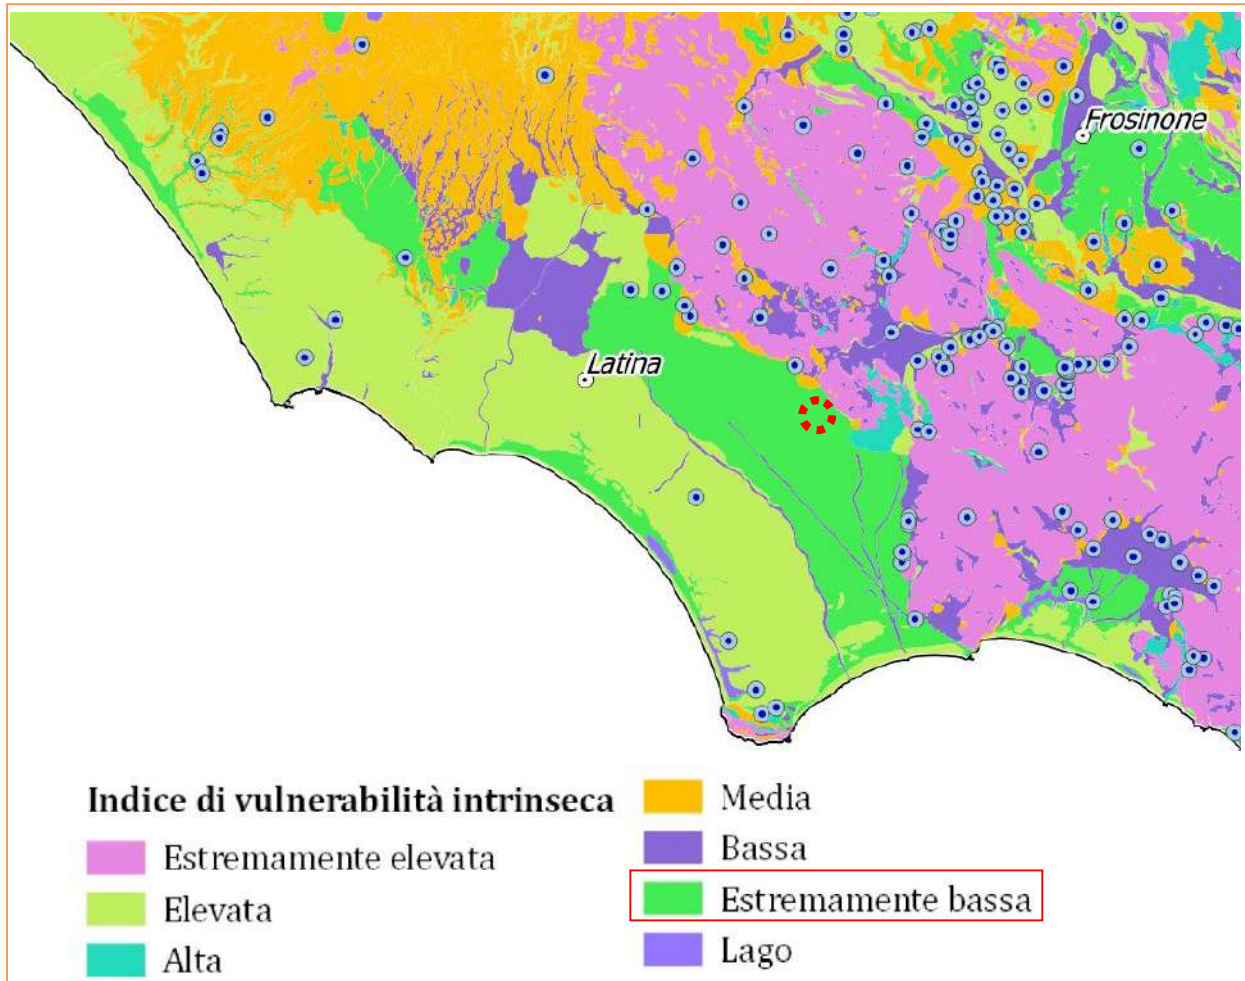 Frosinone
Latina
Indice di vulnerabilità intrinseca
Estremamente elevata
Elevata
Alta
Media
Bassa
Estremamente bassa
Lago